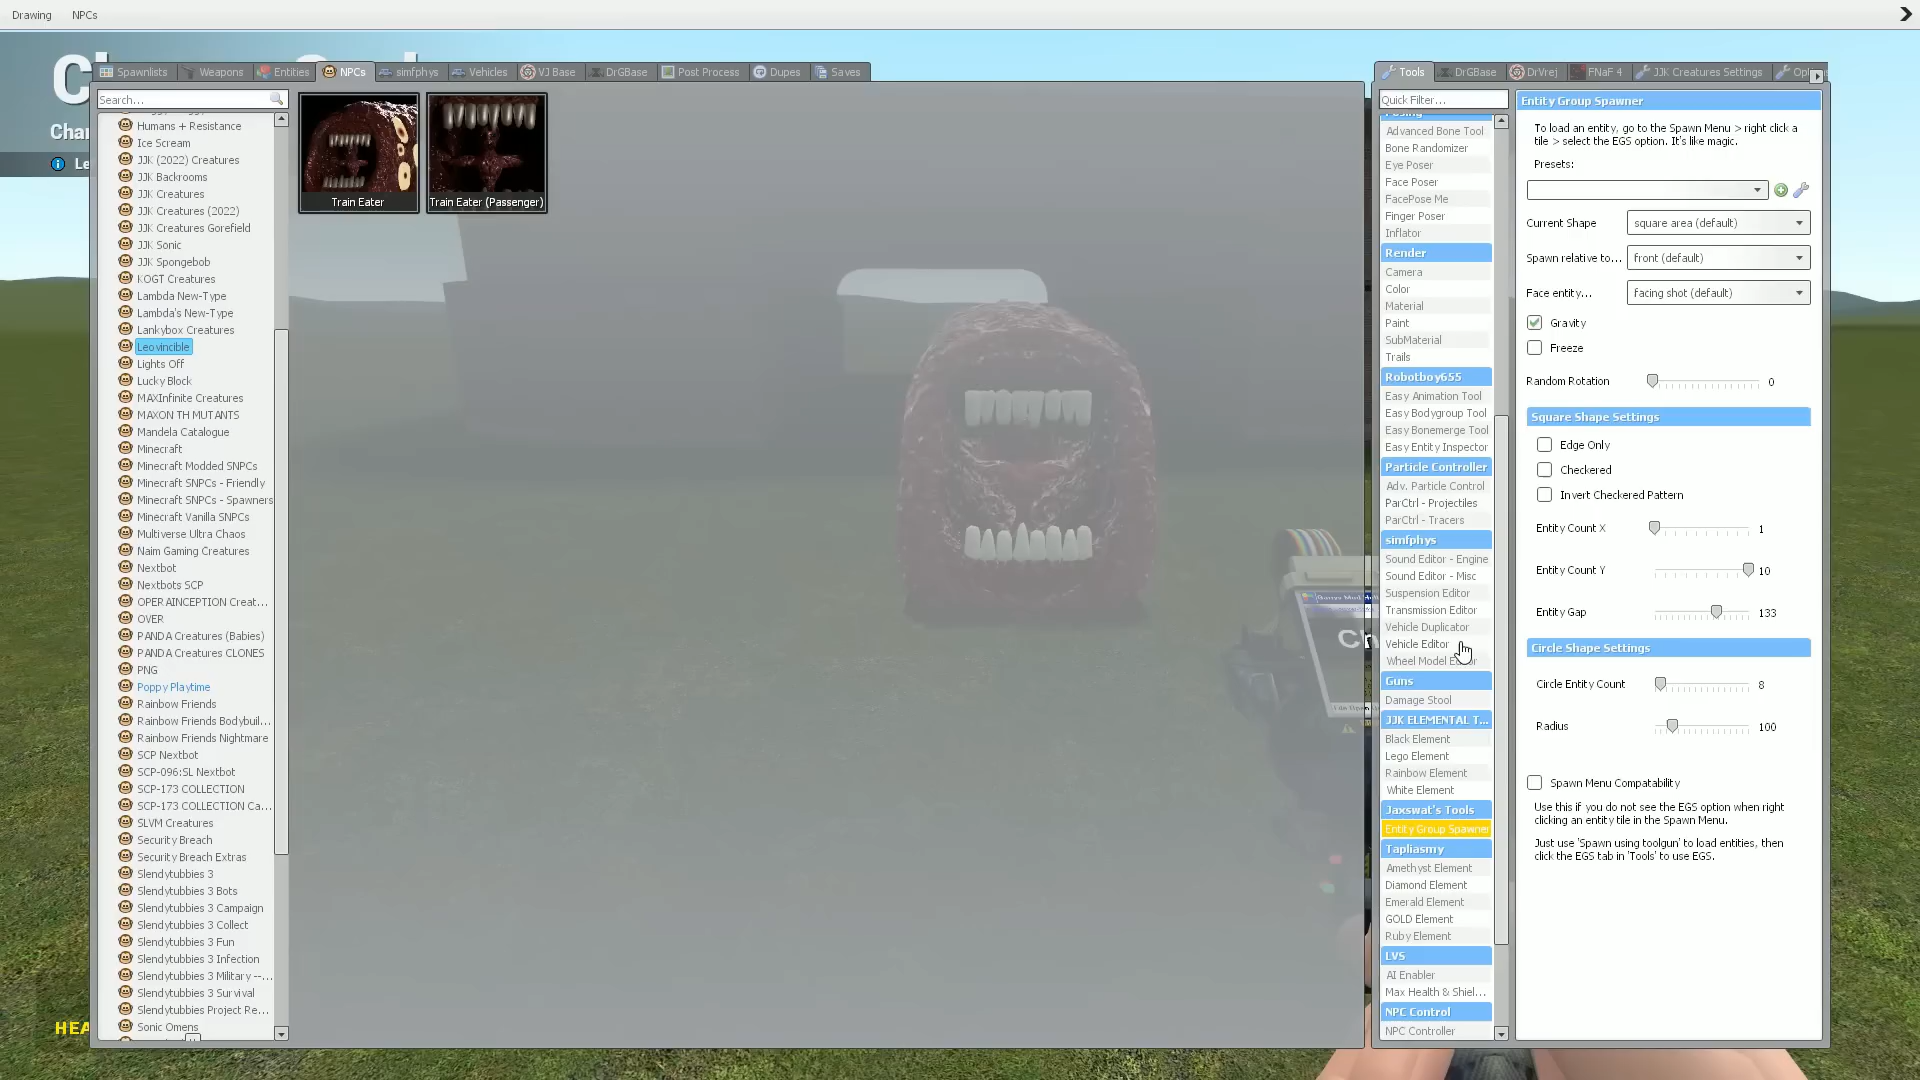 Drawing NPCs
Spawnlists Weapons Entities NPCs simfphys Vehicles VJ Base DrGBase Post Process Dupes Saves
Search...
Humans + Resistance
Ice Scream
JJK (2022) Creatures
JJK Backrooms
JJK Creatures
JJK Creatures (2022)
JJK Creatures Gorefield
JJK Sonic
JJK Spongebob
KOGT Creatures
Lambda New-Type
Lambda's New-Type
Lankybox Creatures
Leovincible
Lights Off
Lucky Block
MAXInfinite Creatures
MAXON TH MUTANTS
Mandela Catalogue
Minecraft
Minecraft Modded SNPCs
Minecraft SNPCs - Friendly
Minecraft SNPCs - Spawners
Minecraft Vanilla SNPCs
Multiverse Ultra Chaos
Naim Gaming Creatures
Nextbot
Nextbots SCP
OPERAINCEPTION Creat...
OVER
PANDA Creatures (Babies)
PANDA Creatures CLONES
PNG
Poppy Playtime
Rainbow Friends
Rainbow Friends Bodybuil...
Rainbow Friends Nightmare
SCP Nextbot
SCP-096:SL Nextbot
SCP-173 COLLECTION
SCP-173 COLLECTION Ca...
SLVM Creatures
Security Breach
Security Breach Extras
Slendytubbies 3
Slendytubbies 3 Bots
Slendytubbies 3 Campaign
Slendytubbies 3 Collect
Slendytubbies 3 Fun
Slendytubbies 3 Infection
Slendytubbies 3 Military --...
Slendytubbies 3 Survival
Slendytubbies Project Re...
Sonic Omens
Train Eater
Train Eater (Passenger)
Tools DrGBase DrVrej FNaF 4 JJK Creatures Settings
Quick Filter...
Posing
Advanced Bone Tool
Bone Randomizer
Eye Poser
Face Poser
FacePose Me
Finger Poser
Inflator
Render
Camera
Color
Material
Paint
SubMaterial
Trails
Robotboy655
Easy Animation Tool
Easy Bodygroup Tool
Easy Bonemerge Tool
Easy Entity Inspector
Particle Controller
Adv. Particle Control
ParCtrl - Projectiles
ParCtrl - Tracers
simfphys
Sound Editor - Engine
Sound Editor - Misc
Suspension Editor
Transmission Editor
Vehicle Duplicator
Vehicle Editor
Wheel Model Editor
Guns
Damage Stool
JJK ELEMENTAL T...
Black Element
Lego Element
Rainbow Element
White Element
Jaxswat's Tools
Entity Group Spawner
Tapliasmy
Amethyst Element
Diamond Element
Emerald Element
GOLD Element
Ruby Element
LVS
AI Enabler
Max Health & Shiel...
NPC Control
NPC Controller
Entity Group Spawner
To load an entity, go to the Spawn Menu > right click a
tile > select the EGS option. It's like magic.
Presets:
Current Shape square area (default)
Spawn relative to... front (default)
Face entity... facing shot (default)
Gravity
Freeze
Random Rotation 0
Square Shape Settings
Edge Only
Checkered
Invert Checkered Pattern
Entity Count X 1
Entity Count Y 10
Entity Gap 133
Circle Shape Settings
Circle Entity Count 8
Radius 100
Spawn Menu Compatability
Use this if you do not see the EGS option when right
clicking an entity tile in the Spawn Menu.
Just use 'Spawn using toolgun' to load entities, then
click the EGS tab in 'Tools' to use EGS.